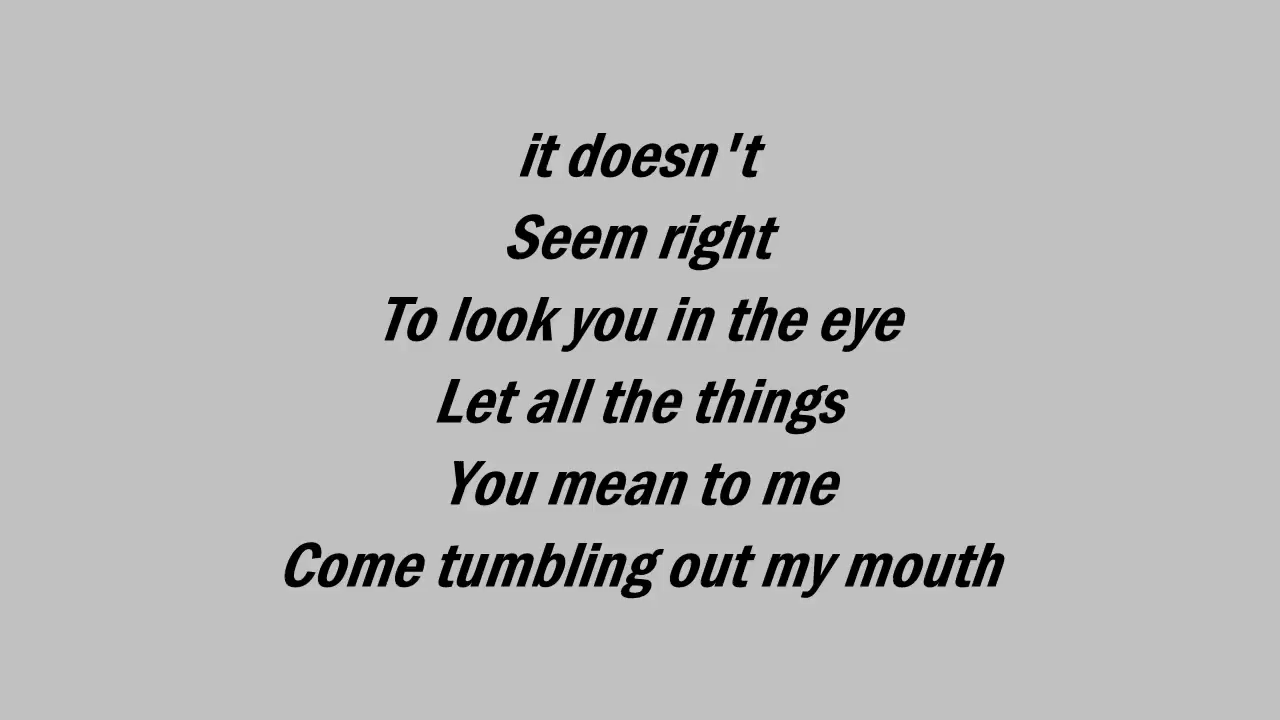 it doesn't
Seem right
To look you in the eye
Let all the things
You mean to me
Come tumbling out my mouth